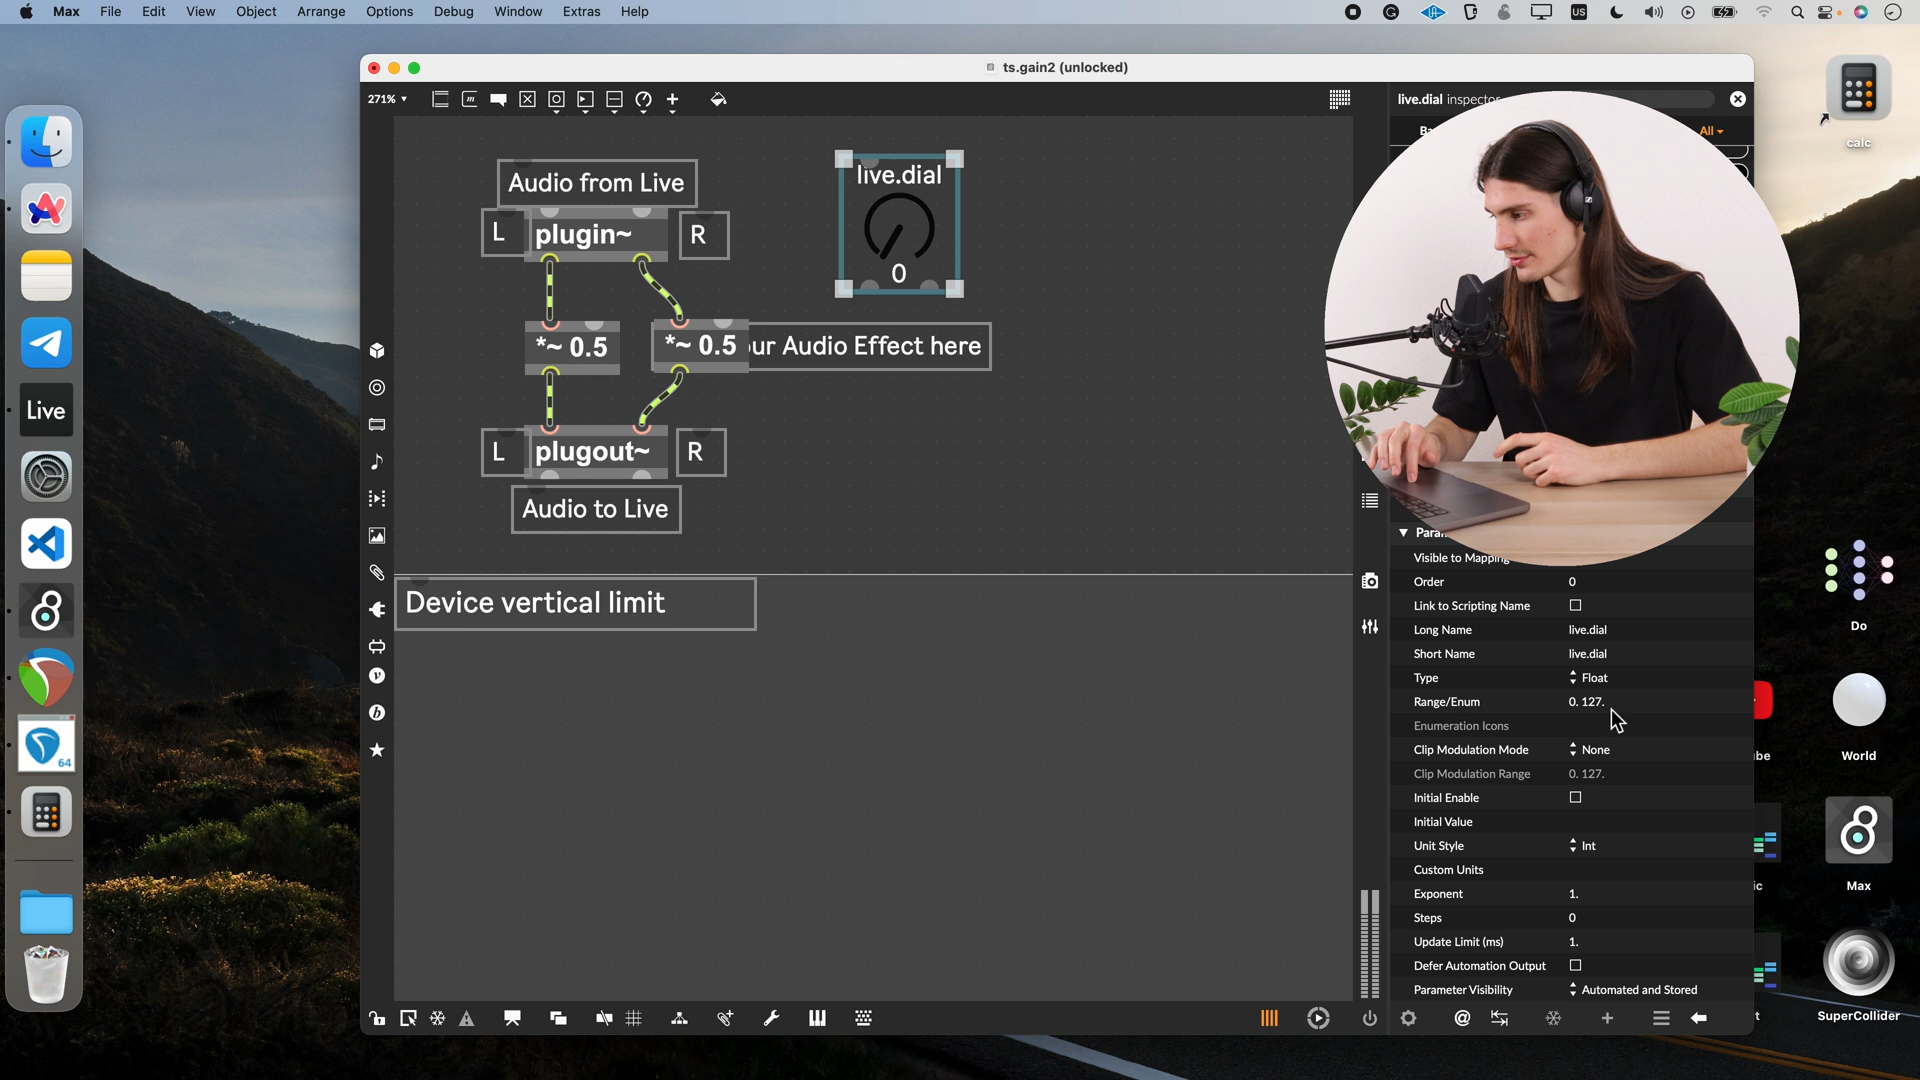 Max File Edit View Object Arrange Options Debug Window Extras Help
US
ts.gain2 (unlocked)
271%
live.dial inspector
All
Audio from Live
L plugin~ R
live.dial
0
*~ 0.5 *~ 0.5 ur Audio Effect here
L plugout~ R
Audio to Live
Device vertical limit
Visible to Mapping
Order 0
Link to Scripting Name
Long Name live.dial
Short Name live.dial
Type Float
Range/Enum 0. 127.
Enumeration Icons
Clip Modulation Mode None
Clip Modulation Range 0. 127.
Initial Enable
Initial Value
Unit Style Int
Custom Units
Exponent 1.
Steps 0
Update Limit (ms) 1.
Defer Automation Output
Parameter Visibility Automated and Stored
Live
64
calc
Do
World
Max
SuperCollider